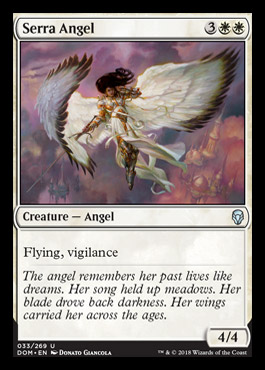 Serra Angel 3
Creature — Angel
Flying, vigilance
The angel remembers her past lives like
dreams. Her song held up meadows. Her
blade drove back darkness. Her wings
carried her across the ages.
4/4
033/269 U
DOM • EN Donato Giancola
™ & © 2018 Wizards of the Coast